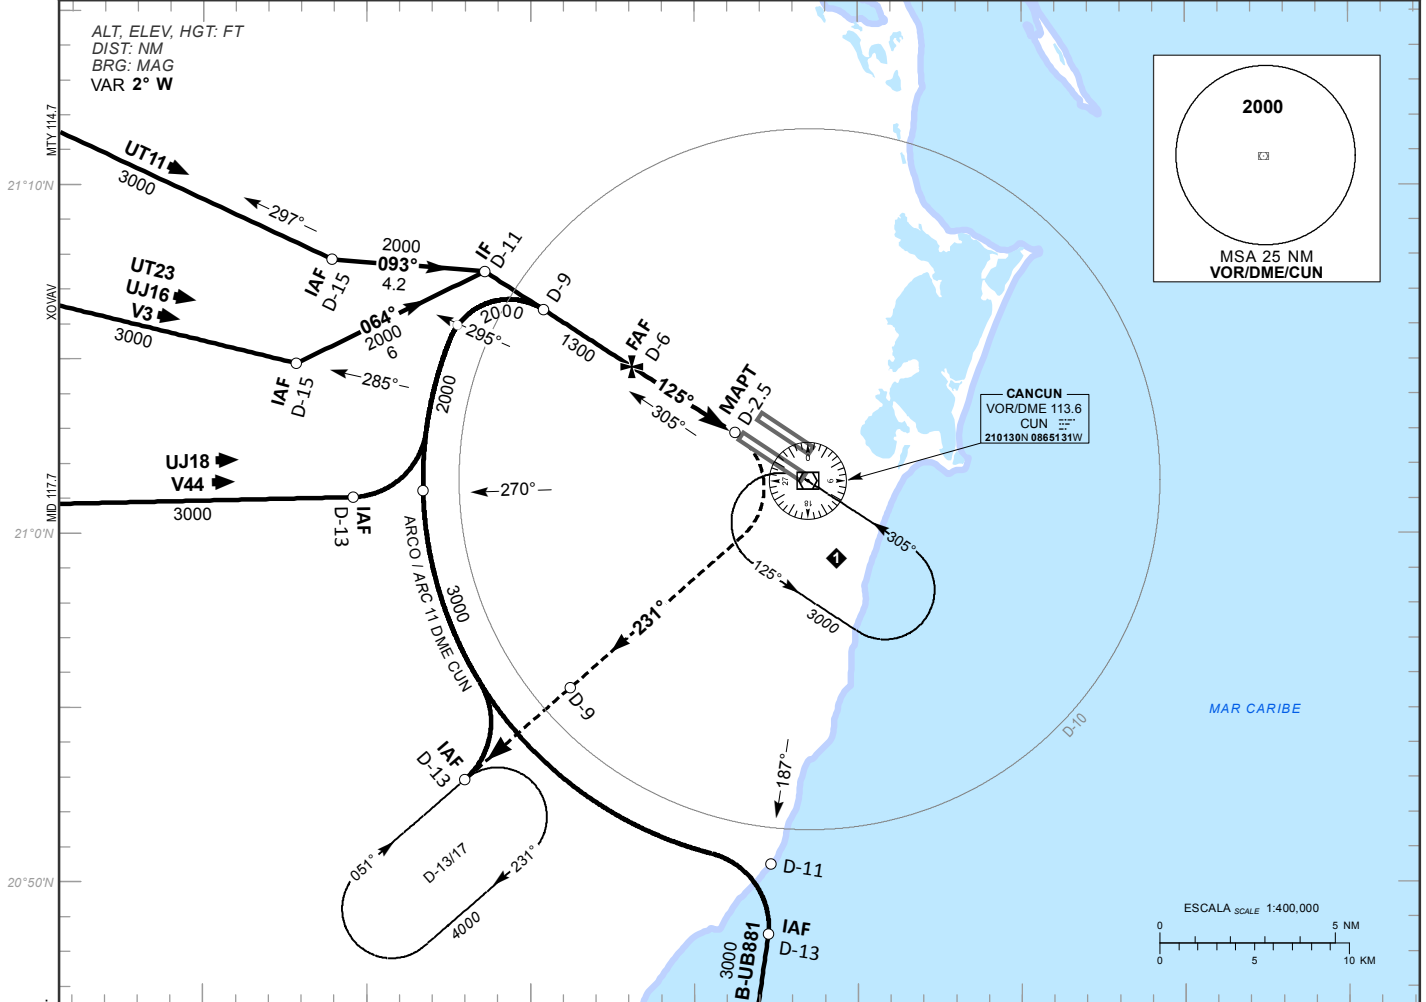 ALT, ELEV, HGT: FT
DIST: NM
BRG: MAG
VAR 2° W
MTY 114.7
UT11
3000
297°
21°10'N
2000
093°
4.2
IAF
D-15
IF
D-11
D-9
UT23
UJ16
V3
XOVAV
3000
064°
2000
6
2000
295°
1300
FAF
D-6
IAF
D-15
285°
2000
125°
305°
MAPT
D-2.5
2000
MSA 25 NM
VOR/DME/CUN
CANCUN
VOR/DME 113.6
CUN
210130N 0865131W
0
9
18
27
UJ18
V44
MID 117.7
3000
IAF
D-13
270°
21°0'N
ARCO / ARC 11 DME CUN
3000
231°
305°
1
125°
3000
D-9
MAR CARIBE
D-10
IAF
D-13
187°
051°
D-13/17
231°
4000
D-11
20°50'N
IAF
D-13
3000
B-UB881
ESCALA SCALE 1:400,000
0 5 NM
0 5 10 KM